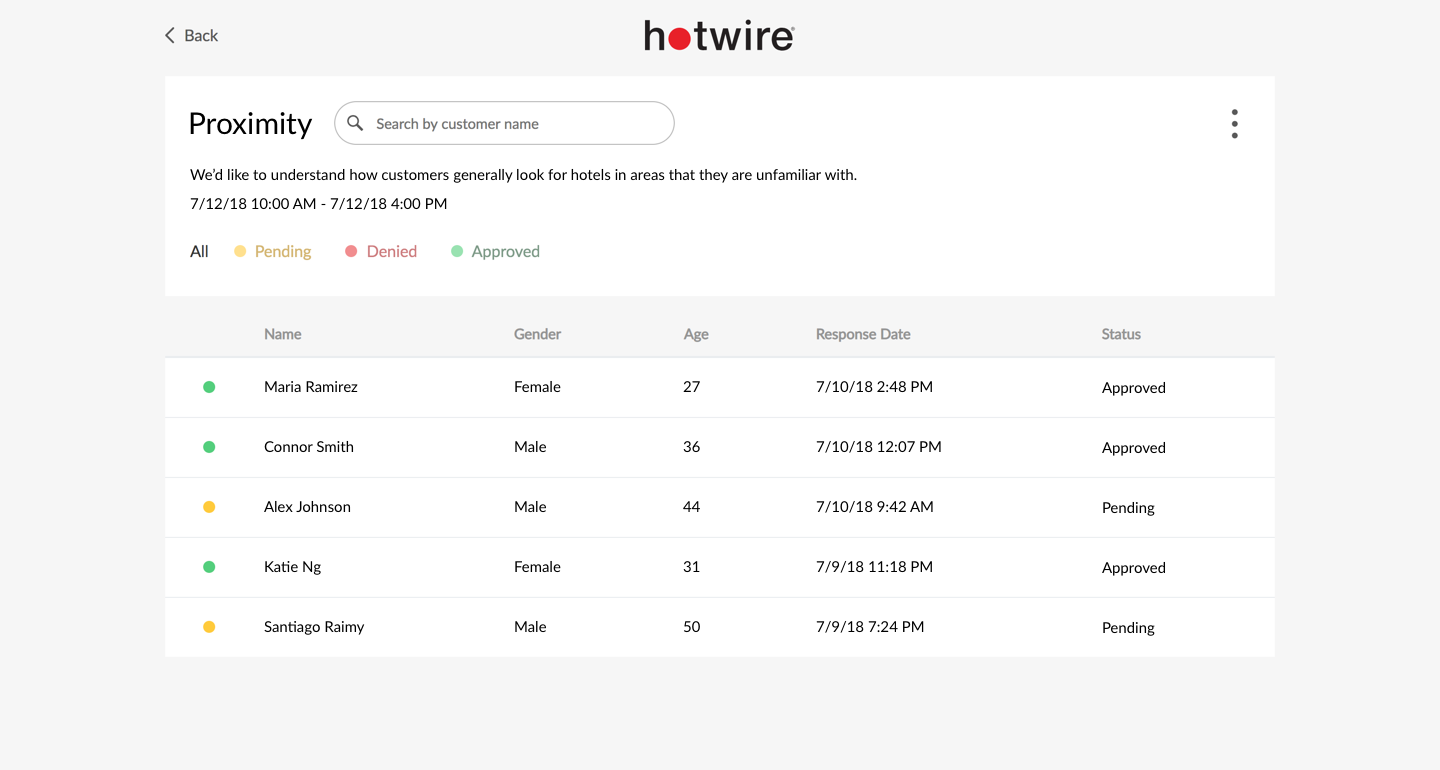 Back
hotwire
Proximity
Search by customer name
We'd like to understand how customers generally look for hotels in areas that they are unfamiliar with.
7/12/18 10:00 AM - 7/12/18 4:00 PM
All Pending Denied Approved
Name Gender Age Response Date Status
Maria Ramirez Female 27 7/10/18 2:48 PM Approved
Connor Smith Male 36 7/10/18 12:07 PM Approved
Alex Johnson Male 44 7/10/18 9:42 AM Pending
Katie Ng Female 31 7/9/18 11:18 PM Approved
Santiago Raimy Male 50 7/9/18 7:24 PM Pending